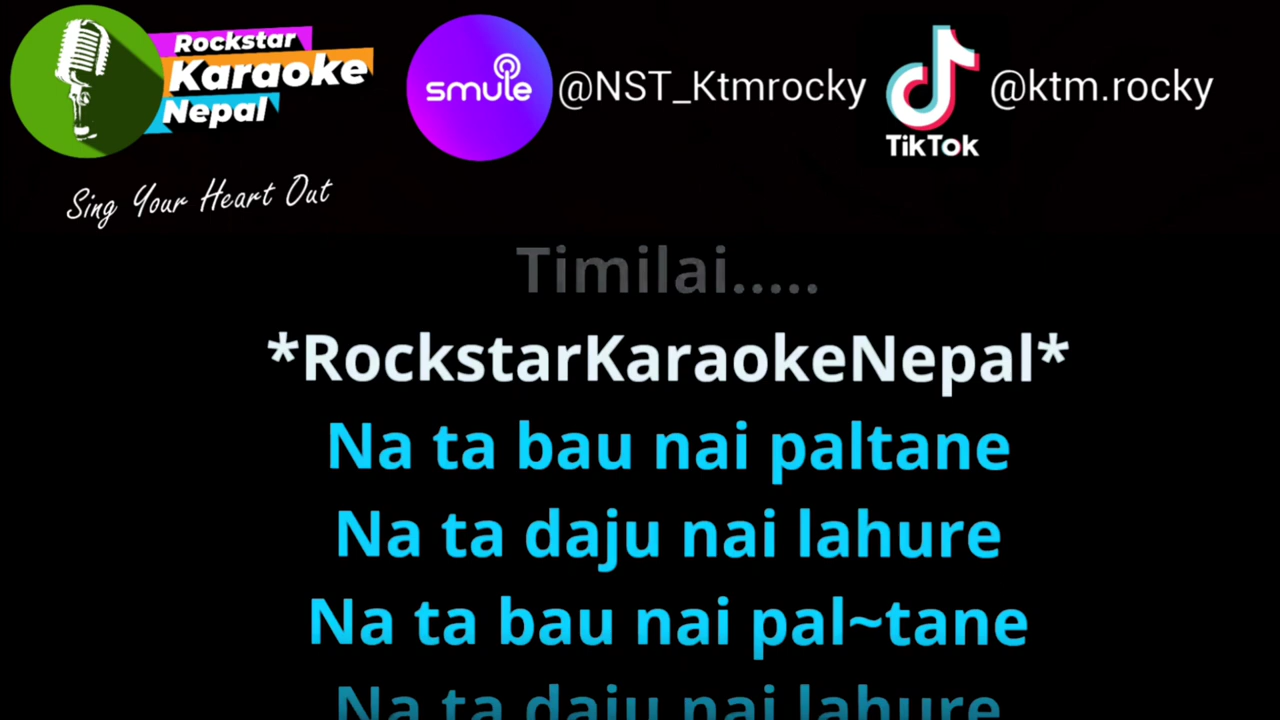 Rockstar
Karaoke
Nepal
Sing Your Heart Out
smule
@NST_Ktmrocky
TikTok
@ktm.rocky
Timilai.....
*RockstarKaraokeNepal*
Na ta bau nai paltane
Na ta daju nai lahure
Na ta bau nai pal~tane
Na ta daju nai lahure